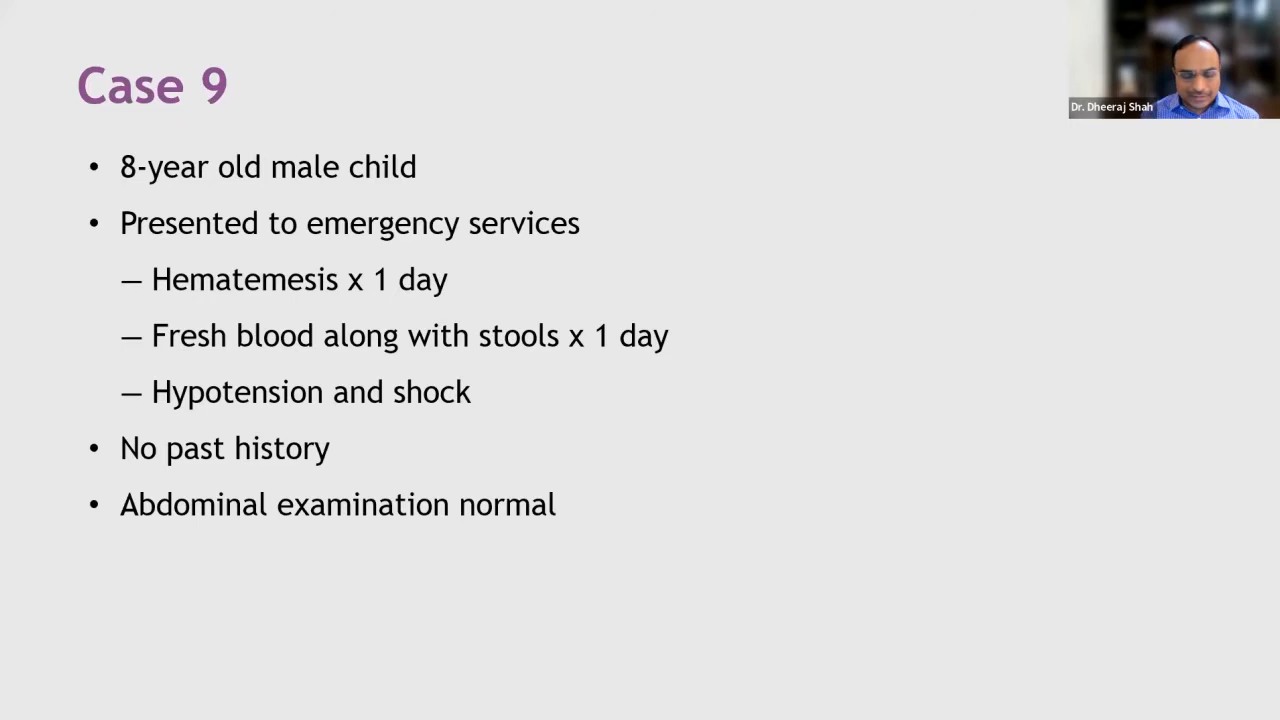 Case 9
Dr. Dheeraj Shah
• 8-year old male child
• Presented to emergency services
— Hematemesis x 1 day
— Fresh blood along with stools x 1 day
— Hypotension and shock
• No past history
• Abdominal examination normal